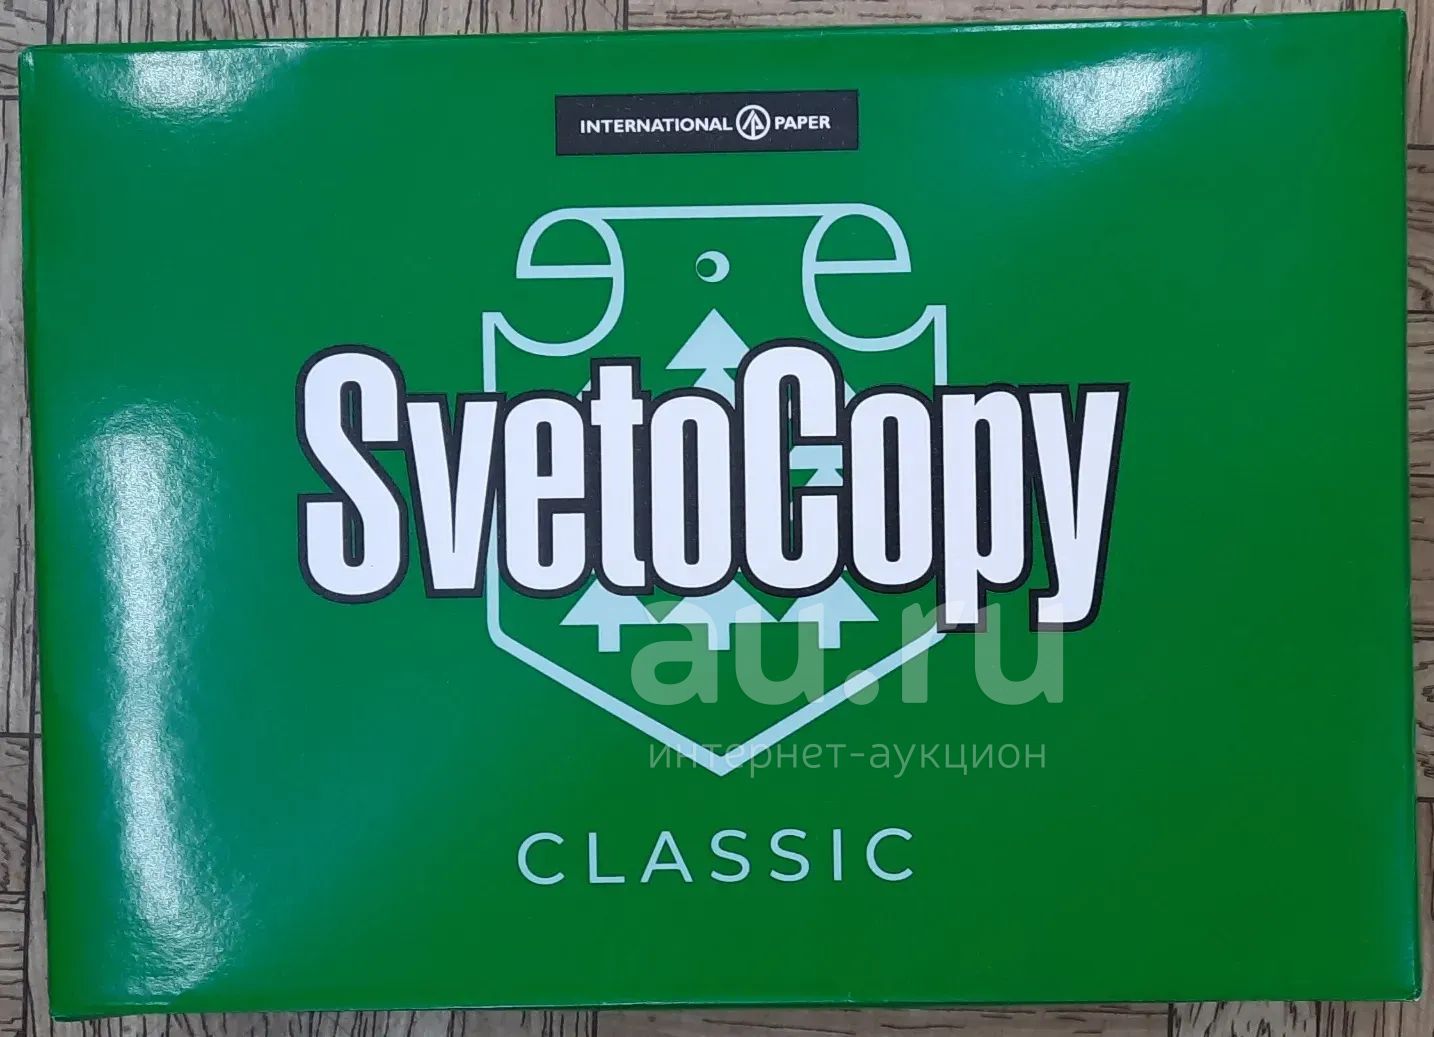 INTERNATIONAL PAPER
SvetoCopy
au.ru
интернет-аукцион
CLASSIC